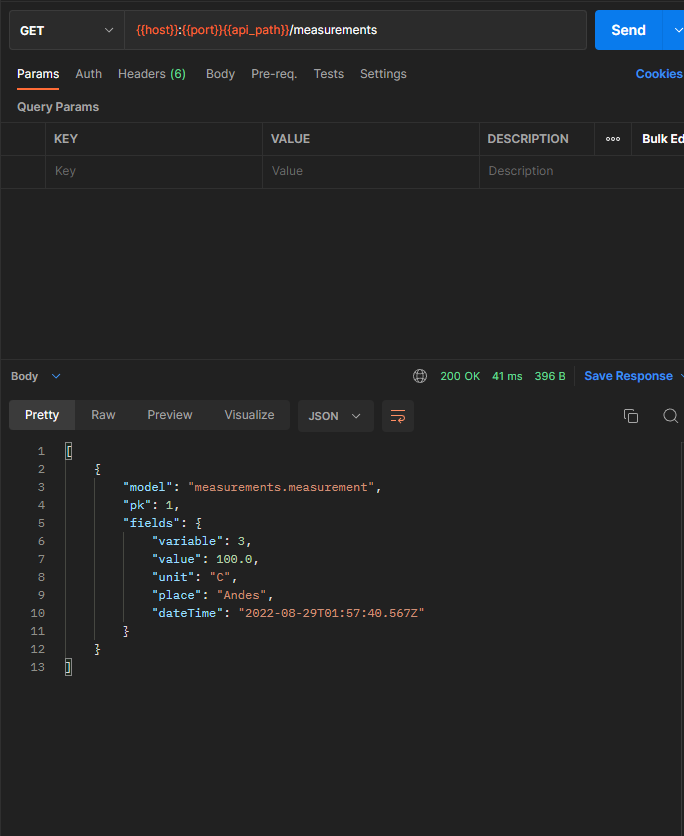 GET {{host}}:{{port}}{{api_path}}/measurements Send
Params Auth Headers (6) Body Pre-req. Tests Settings Cookies
Query Params
KEY VALUE DESCRIPTION ooo Bulk Ed
Key Value Description
Body 200 OK 41 ms 396 B Save Response
Pretty Raw Preview Visualize JSON
1 [
2 {
3 "model": "measurements.measurement",
4 "pk": 1,
5 "fields": {
6 "variable": 3,
7 "value": 100.0,
8 "unit": "C",
9 "place": "Andes",
10 "dateTime": "2022-08-29T01:57:40.567Z"
11 }
12 }
13 ]